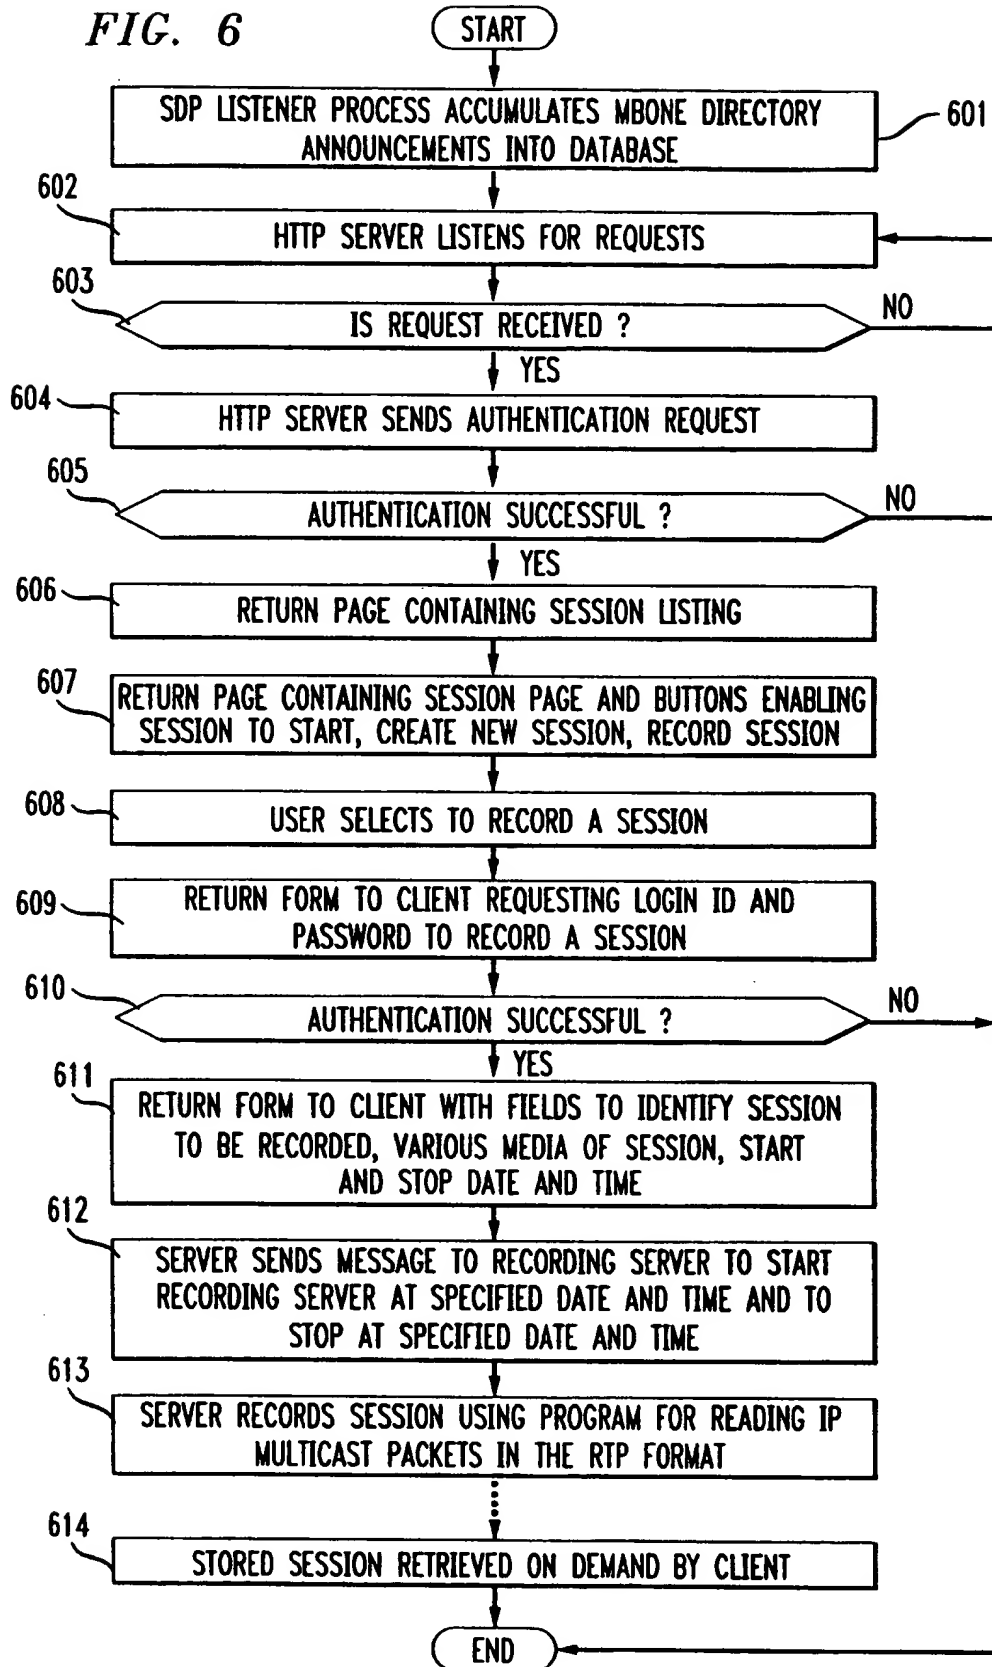 FIG. 6
START
SDP LISTENER PROCESS ACCUMULATES MBONE DIRECTORY
ANNOUNCEMENTS INTO DATABASE
601
602
HTTP SERVER LISTENS FOR REQUESTS
603
IS REQUEST RECEIVED ?
NO
YES
604
HTTP SERVER SENDS AUTHENTICATION REQUEST
605
AUTHENTICATION SUCCESSFUL ?
NO
YES
606
RETURN PAGE CONTAINING SESSION LISTING
607
RETURN PAGE CONTAINING SESSION PAGE AND BUTTONS ENABLING
SESSION TO START, CREATE NEW SESSION, RECORD SESSION
608
USER SELECTS TO RECORD A SESSION
609
RETURN FORM TO CLIENT REQUESTING LOGIN ID AND
PASSWORD TO RECORD A SESSION
610
AUTHENTICATION SUCCESSFUL ?
NO
YES
611
RETURN FORM TO CLIENT WITH FIELDS TO IDENTIFY SESSION
TO BE RECORDED, VARIOUS MEDIA OF SESSION, START
AND STOP DATE AND TIME
612
SERVER SENDS MESSAGE TO RECORDING SERVER TO START
RECORDING SERVER AT SPECIFIED DATE AND TIME AND TO
STOP AT SPECIFIED DATE AND TIME
613
SERVER RECORDS SESSION USING PROGRAM FOR READING IP
MULTICAST PACKETS IN THE RTP FORMAT
614
STORED SESSION RETRIEVED ON DEMAND BY CLIENT
END